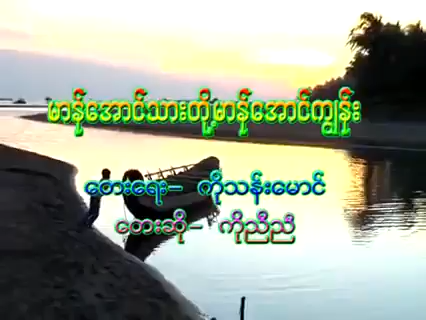 မာန်အောင်သားတို့မာန်အောင်ကျွန်း
တေးရေး- ကိုသန်းမောင်
တေးဆို- ကိုညီညီ